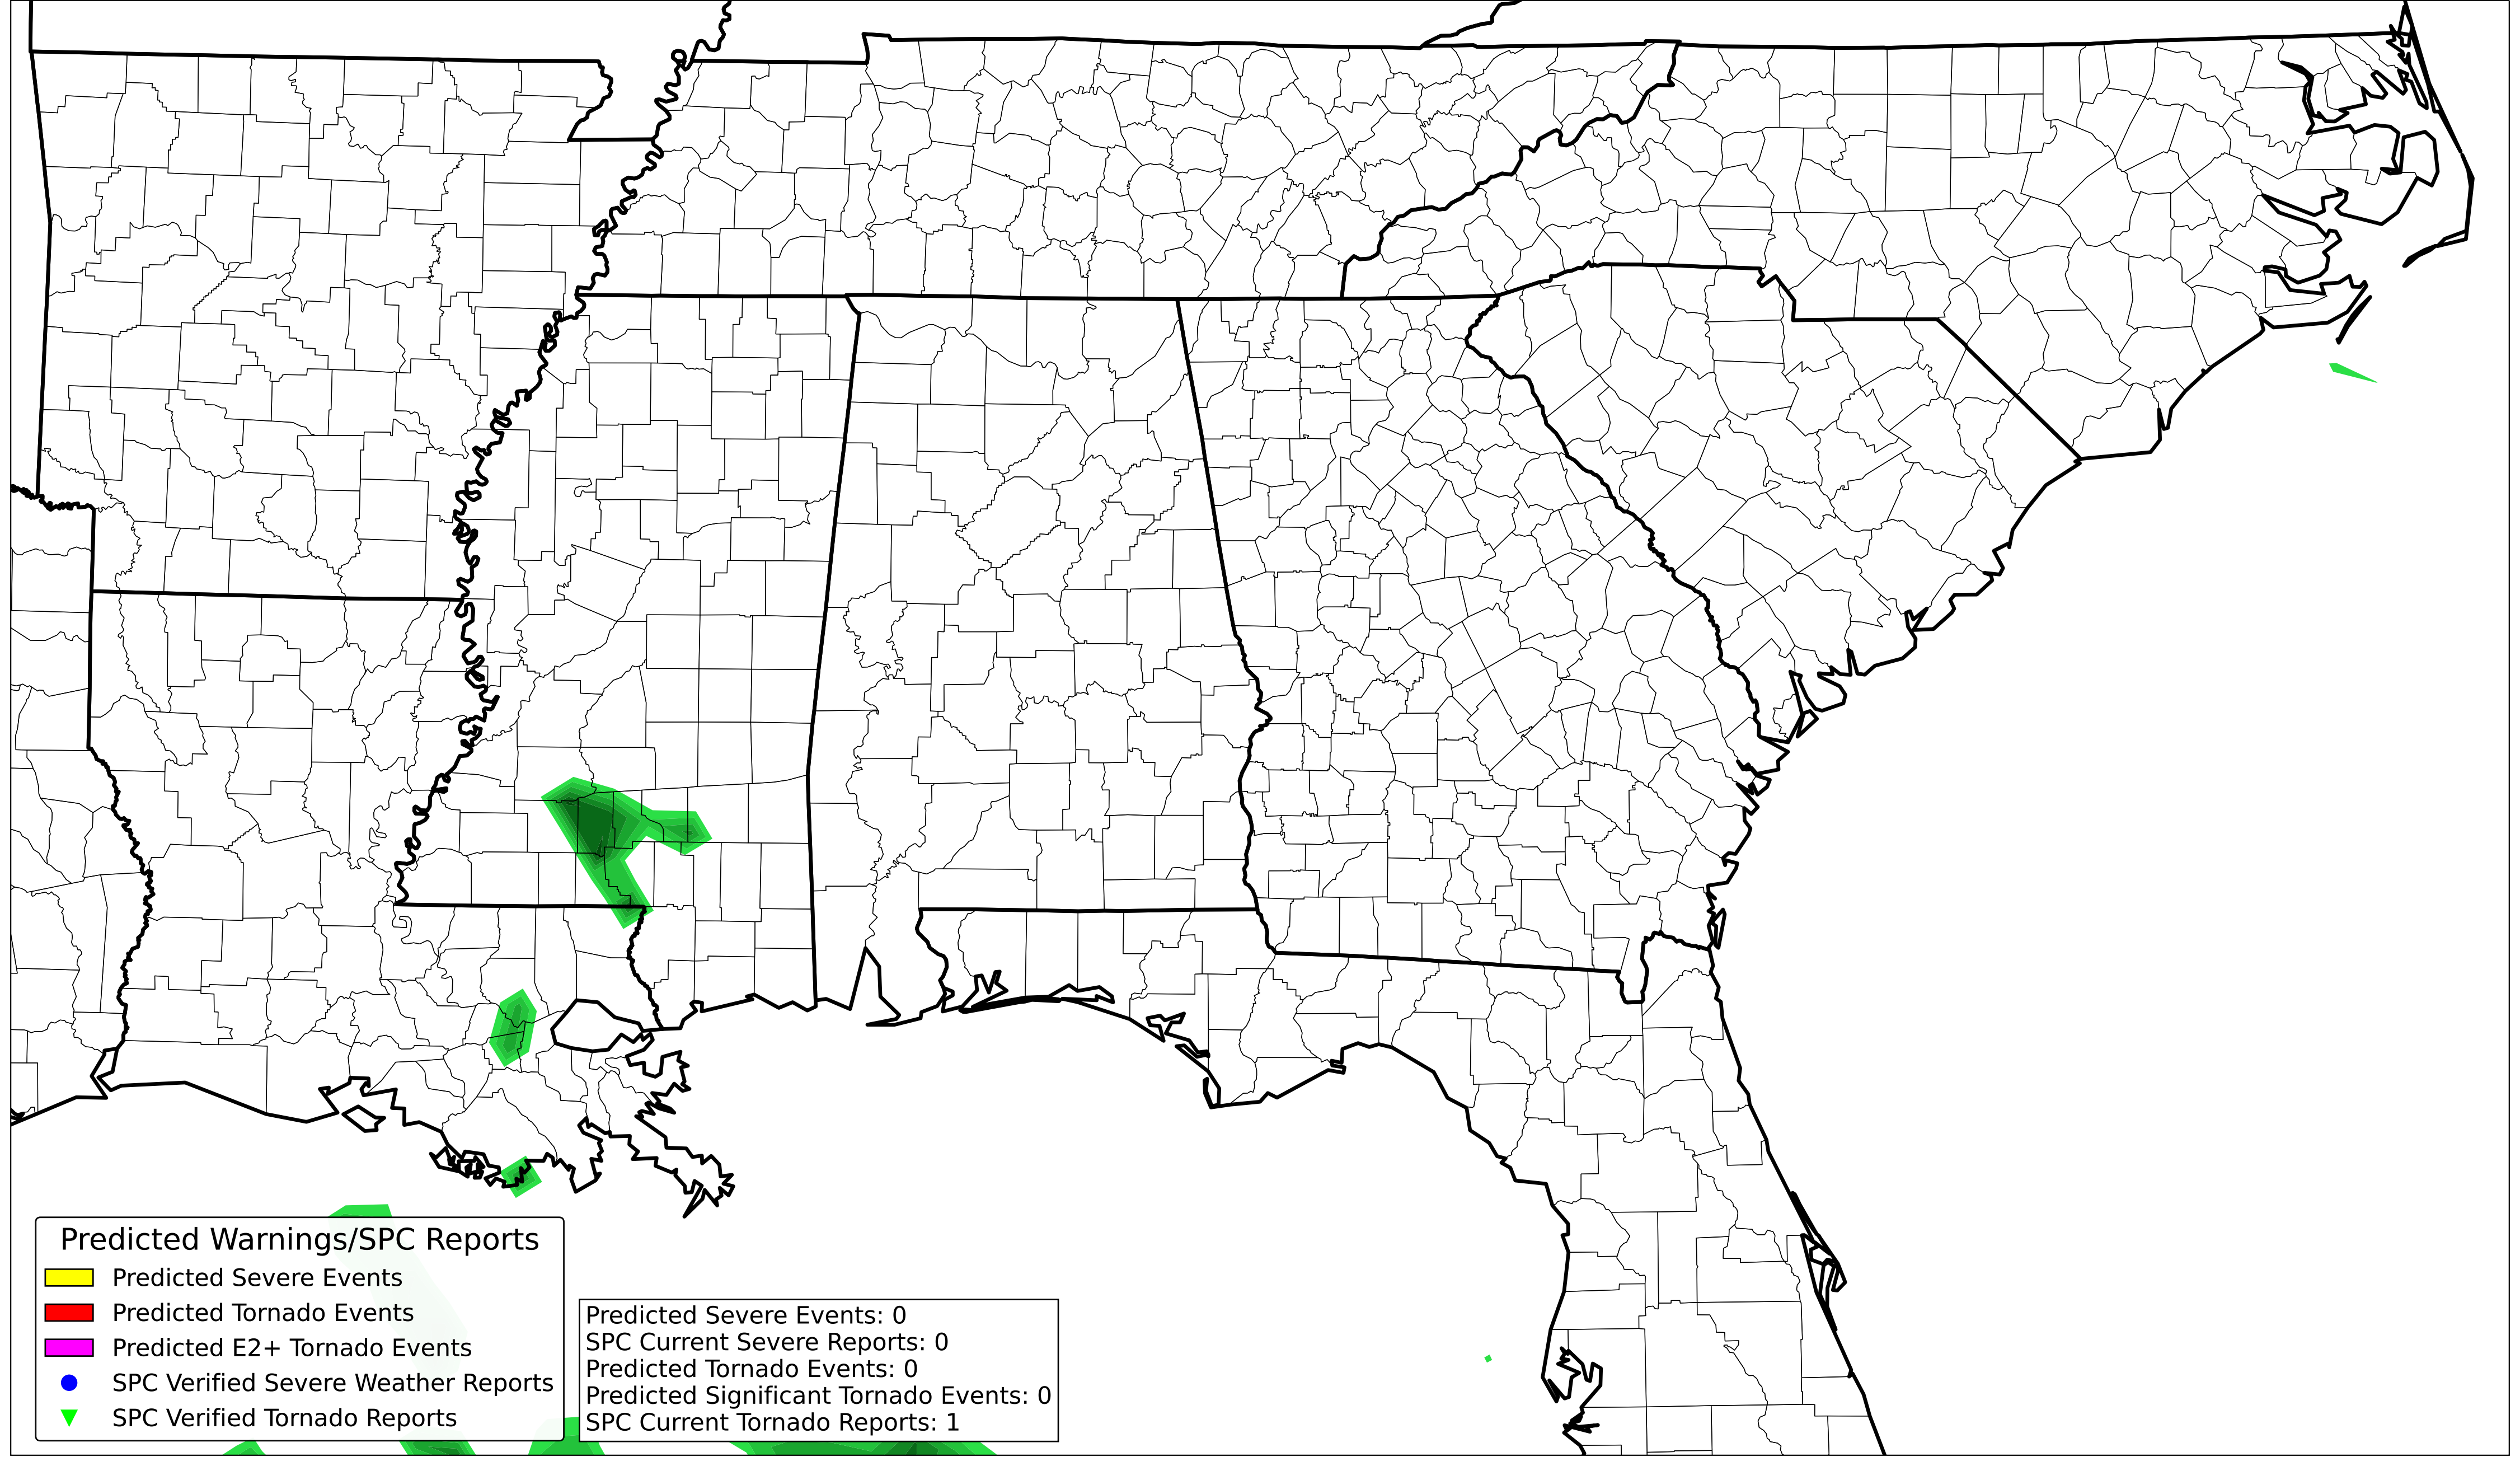 Predicted Warnings/SPC Reports
Predicted Severe Events
Predicted Tornado Events
Predicted E2+ Tornado Events
SPC Verified Severe Weather Reports
SPC Verified Tornado Reports
Predicted Severe Events: 0
SPC Current Severe Reports: 0
Predicted Tornado Events: 0
Predicted Significant Tornado Events: 0
SPC Current Tornado Reports: 1